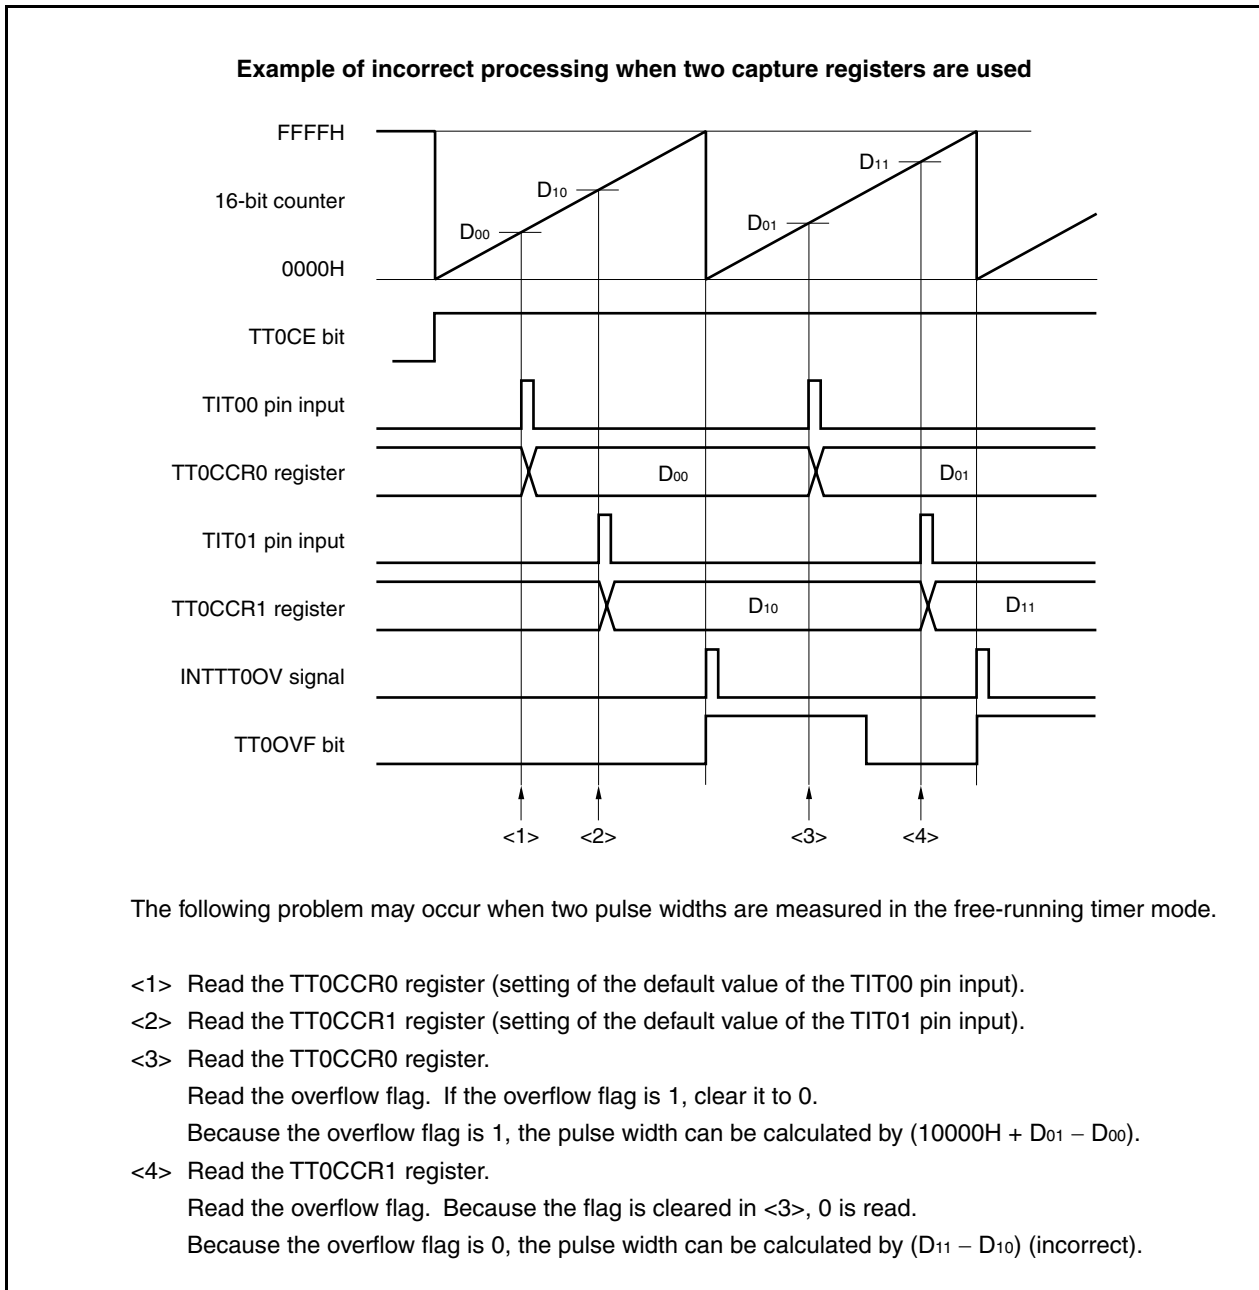 Example of incorrect processing when two capture registers are used
FFFFH
D11
D10
16-bit counter
D01
D00
0000H
TT0CE bit
TIT00 pin input
TT0CCR0 register
D00
D01
TIT01 pin input
TT0CCR1 register
D10
D11
INTTT0OV signal
TT0OVF bit
<1> <2> <3> <4>
The following problem may occur when two pulse widths are measured in the free-running timer mode.
<1> Read the TT0CCR0 register (setting of the default value of the TIT00 pin input).
<2> Read the TT0CCR1 register (setting of the default value of the TIT01 pin input).
<3> Read the TT0CCR0 register.
Read the overflow flag. If the overflow flag is 1, clear it to 0.
Because the overflow flag is 1, the pulse width can be calculated by (10000H + D01 − D00).
<4> Read the TT0CCR1 register.
Read the overflow flag. Because the flag is cleared in <3>, 0 is read.
Because the overflow flag is 0, the pulse width can be calculated by (D11 − D10) (incorrect).